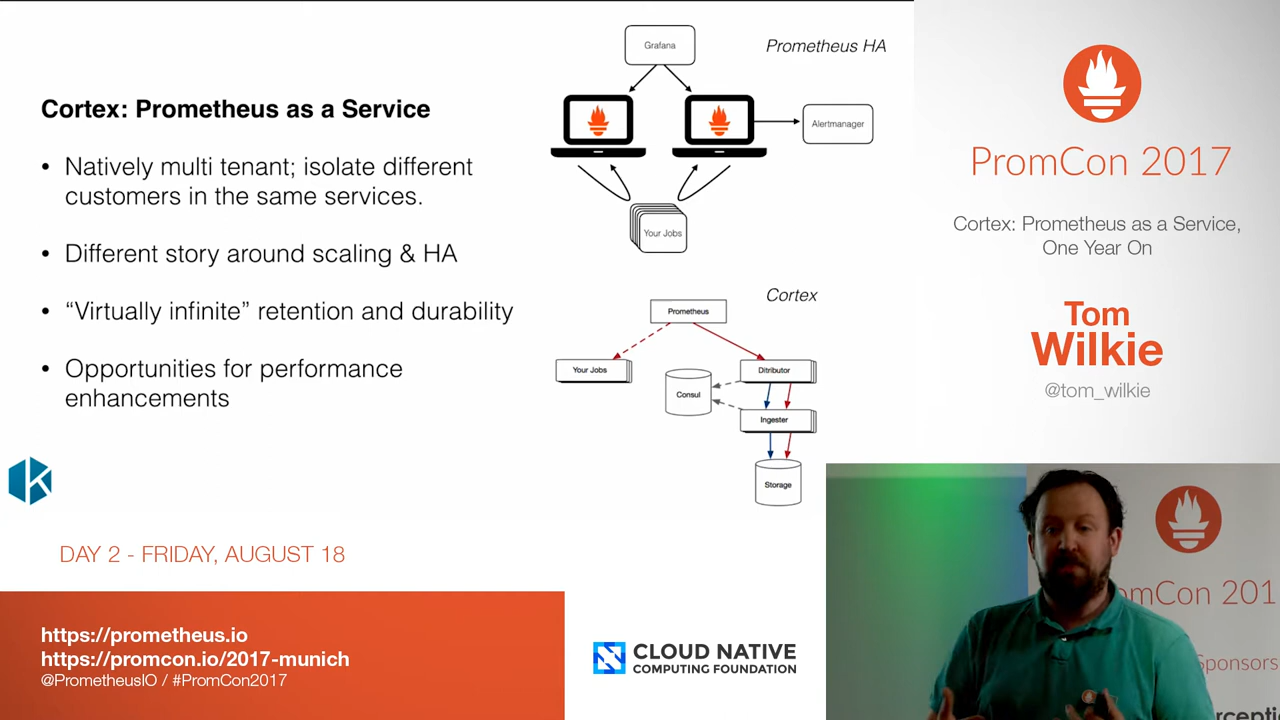 Cortex: Prometheus as a Service
• Natively multi tenant; isolate different
customers in the same services.
• Different story around scaling & HA
• “Virtually infinite” retention and durability
• Opportunities for performance
enhancements
Grafana
Prometheus HA
Alertmanager
Your Jobs
Cortex
Prometheus
Your Jobs
Ditributor
Consul
Ingester
Storage
PromCon 2017
Cortex: Prometheus as a Service,
One Year On
Tom
Wilkie
@tom_wilkie
DAY 2 - FRIDAY, AUGUST 18
https://prometheus.io
https://promcon.io/2017-munich
@PrometheusIO / #PromCon2017
CLOUD NATIVE
COMPUTING FOUNDATION
omCon 201
Sponsors